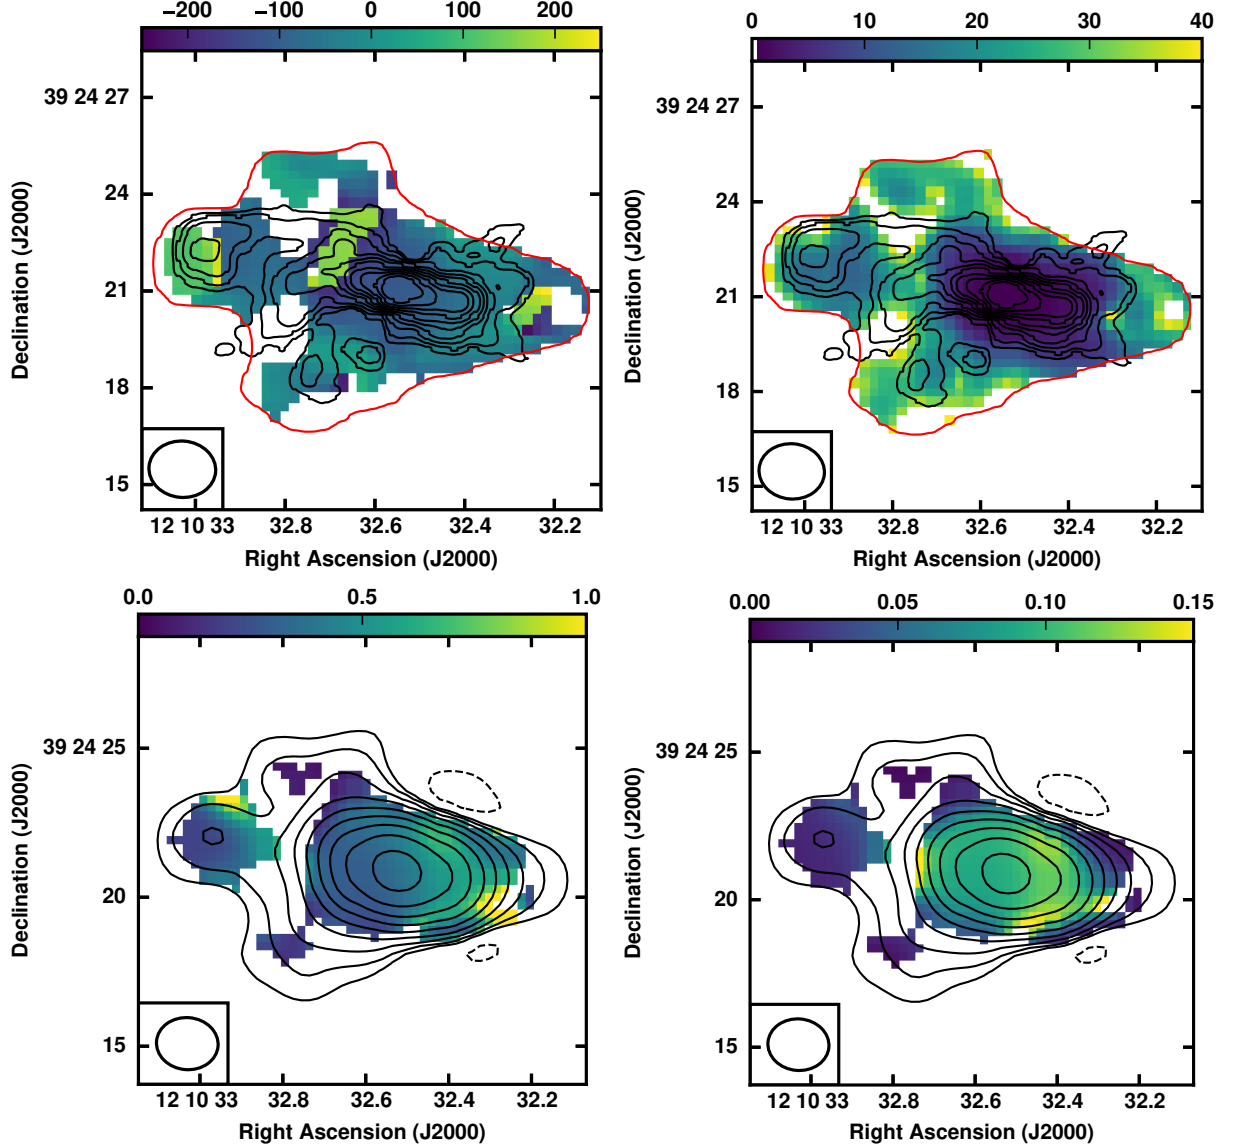 −200 −100 0 100 200
39 24 27
24
21
18
15
Declination (J2000)
12 10 33 32.8 32.6 32.4 32.2
Right Ascension (J2000)
0 10 20 30 40
39 24 27
24
21
18
15
Declination (J2000)
12 10 33 32.8 32.6 32.4 32.2
Right Ascension (J2000)
0.0 0.5 1.0
39 24 25
20
15
Declination (J2000)
12 10 33 32.8 32.6 32.4 32.2
Right Ascension (J2000)
0.00 0.05 0.10 0.15
39 24 25
20
15
Declination (J2000)
12 10 33 32.8 32.6 32.4 32.2
Right Ascension (J2000)